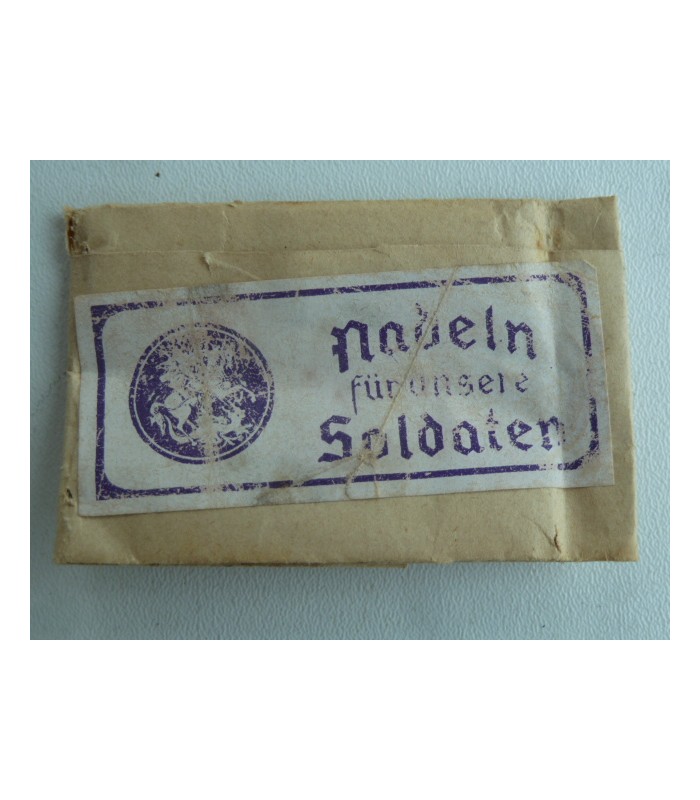 Nadeln
für unsere
Soldaten